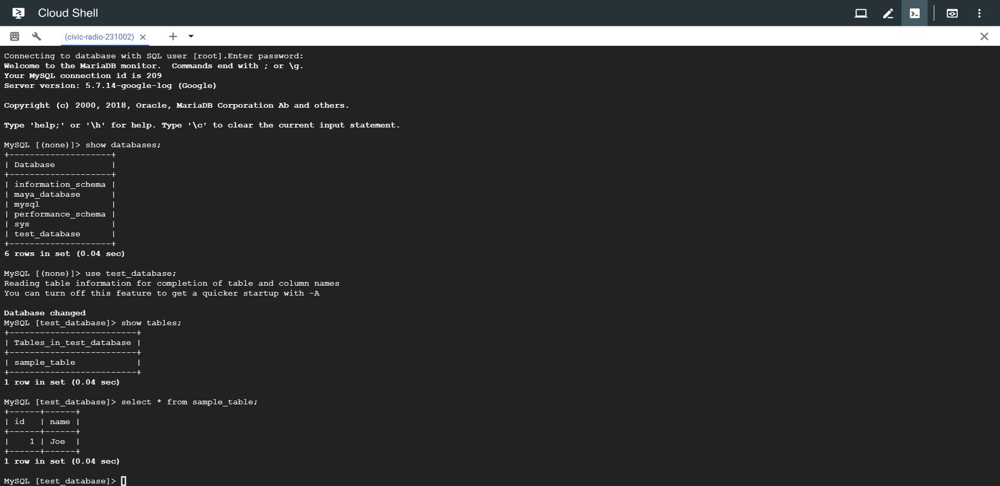 Cloud Shell
(civic-radio-231002)
Connecting to database with SQL user [root].Enter password:
Welcome to the MariaDB monitor.  Commands end with ; or \g.
Your MySQL connection id is 209
Server version: 5.7.14-google-log (Google)
Copyright (c) 2000, 2018, Oracle, MariaDB Corporation Ab and others.
Type 'help;' or '\h' for help. Type '\c' to clear the current input statement.
MySQL [(none)]> show databases;
+--------------------+
| Database           |
+--------------------+
| information_schema |
| maya_database      |
| mysql              |
| performance_schema |
| sys                |
| test_database      |
+--------------------+
6 rows in set (0.04 sec)
MySQL [(none)]> use test_database;
Reading table information for completion of table and column names
You can turn off this feature to get a quicker startup with -A
Database changed
MySQL [test_database]> show tables;
+-------------------------+
| Tables_in_test_database |
+-------------------------+
| sample_table            |
+-------------------------+
1 row in set (0.04 sec)
MySQL [test_database]> select * from sample_table;
+------+------+
| id   | name |
+------+------+
|    1 | Joe  |
+------+------+
1 row in set (0.04 sec)
MySQL [test_database]>